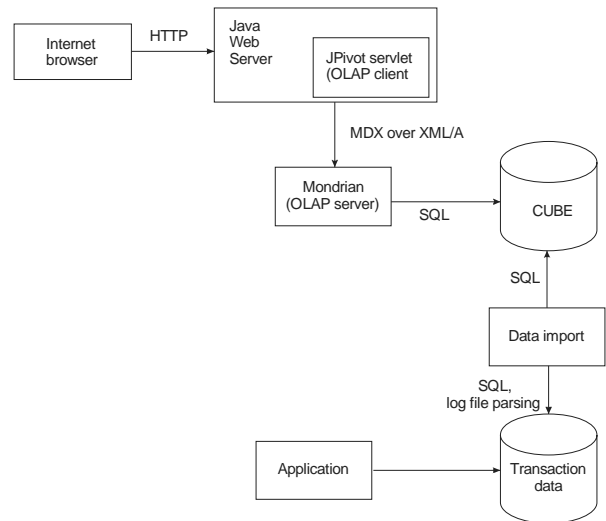 Internet
browser
HTTP
Java
Web
Server
JPivot servlet
(OLAP client
MDX over XML/A
Mondrian
(OLAP server)
SQL
CUBE
SQL
Data import
SQL,
log file parsing
Application
Transaction
data